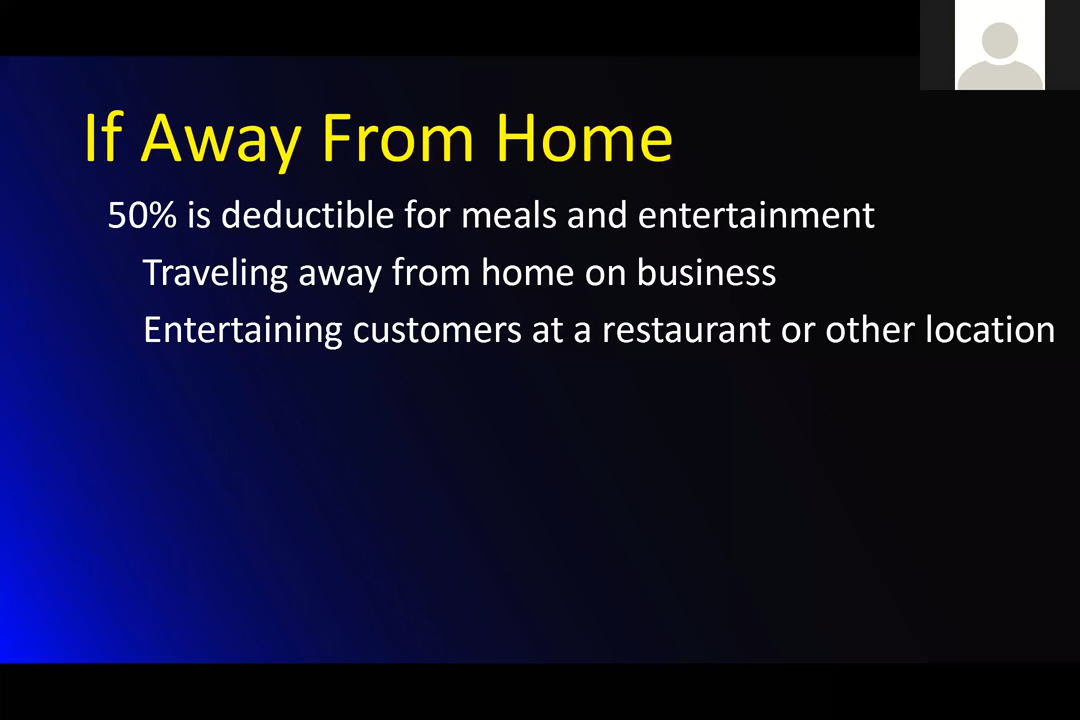 If Away From Home
50% is deductible for meals and entertainment
Traveling away from home on business
Entertaining customers at a restaurant or other location